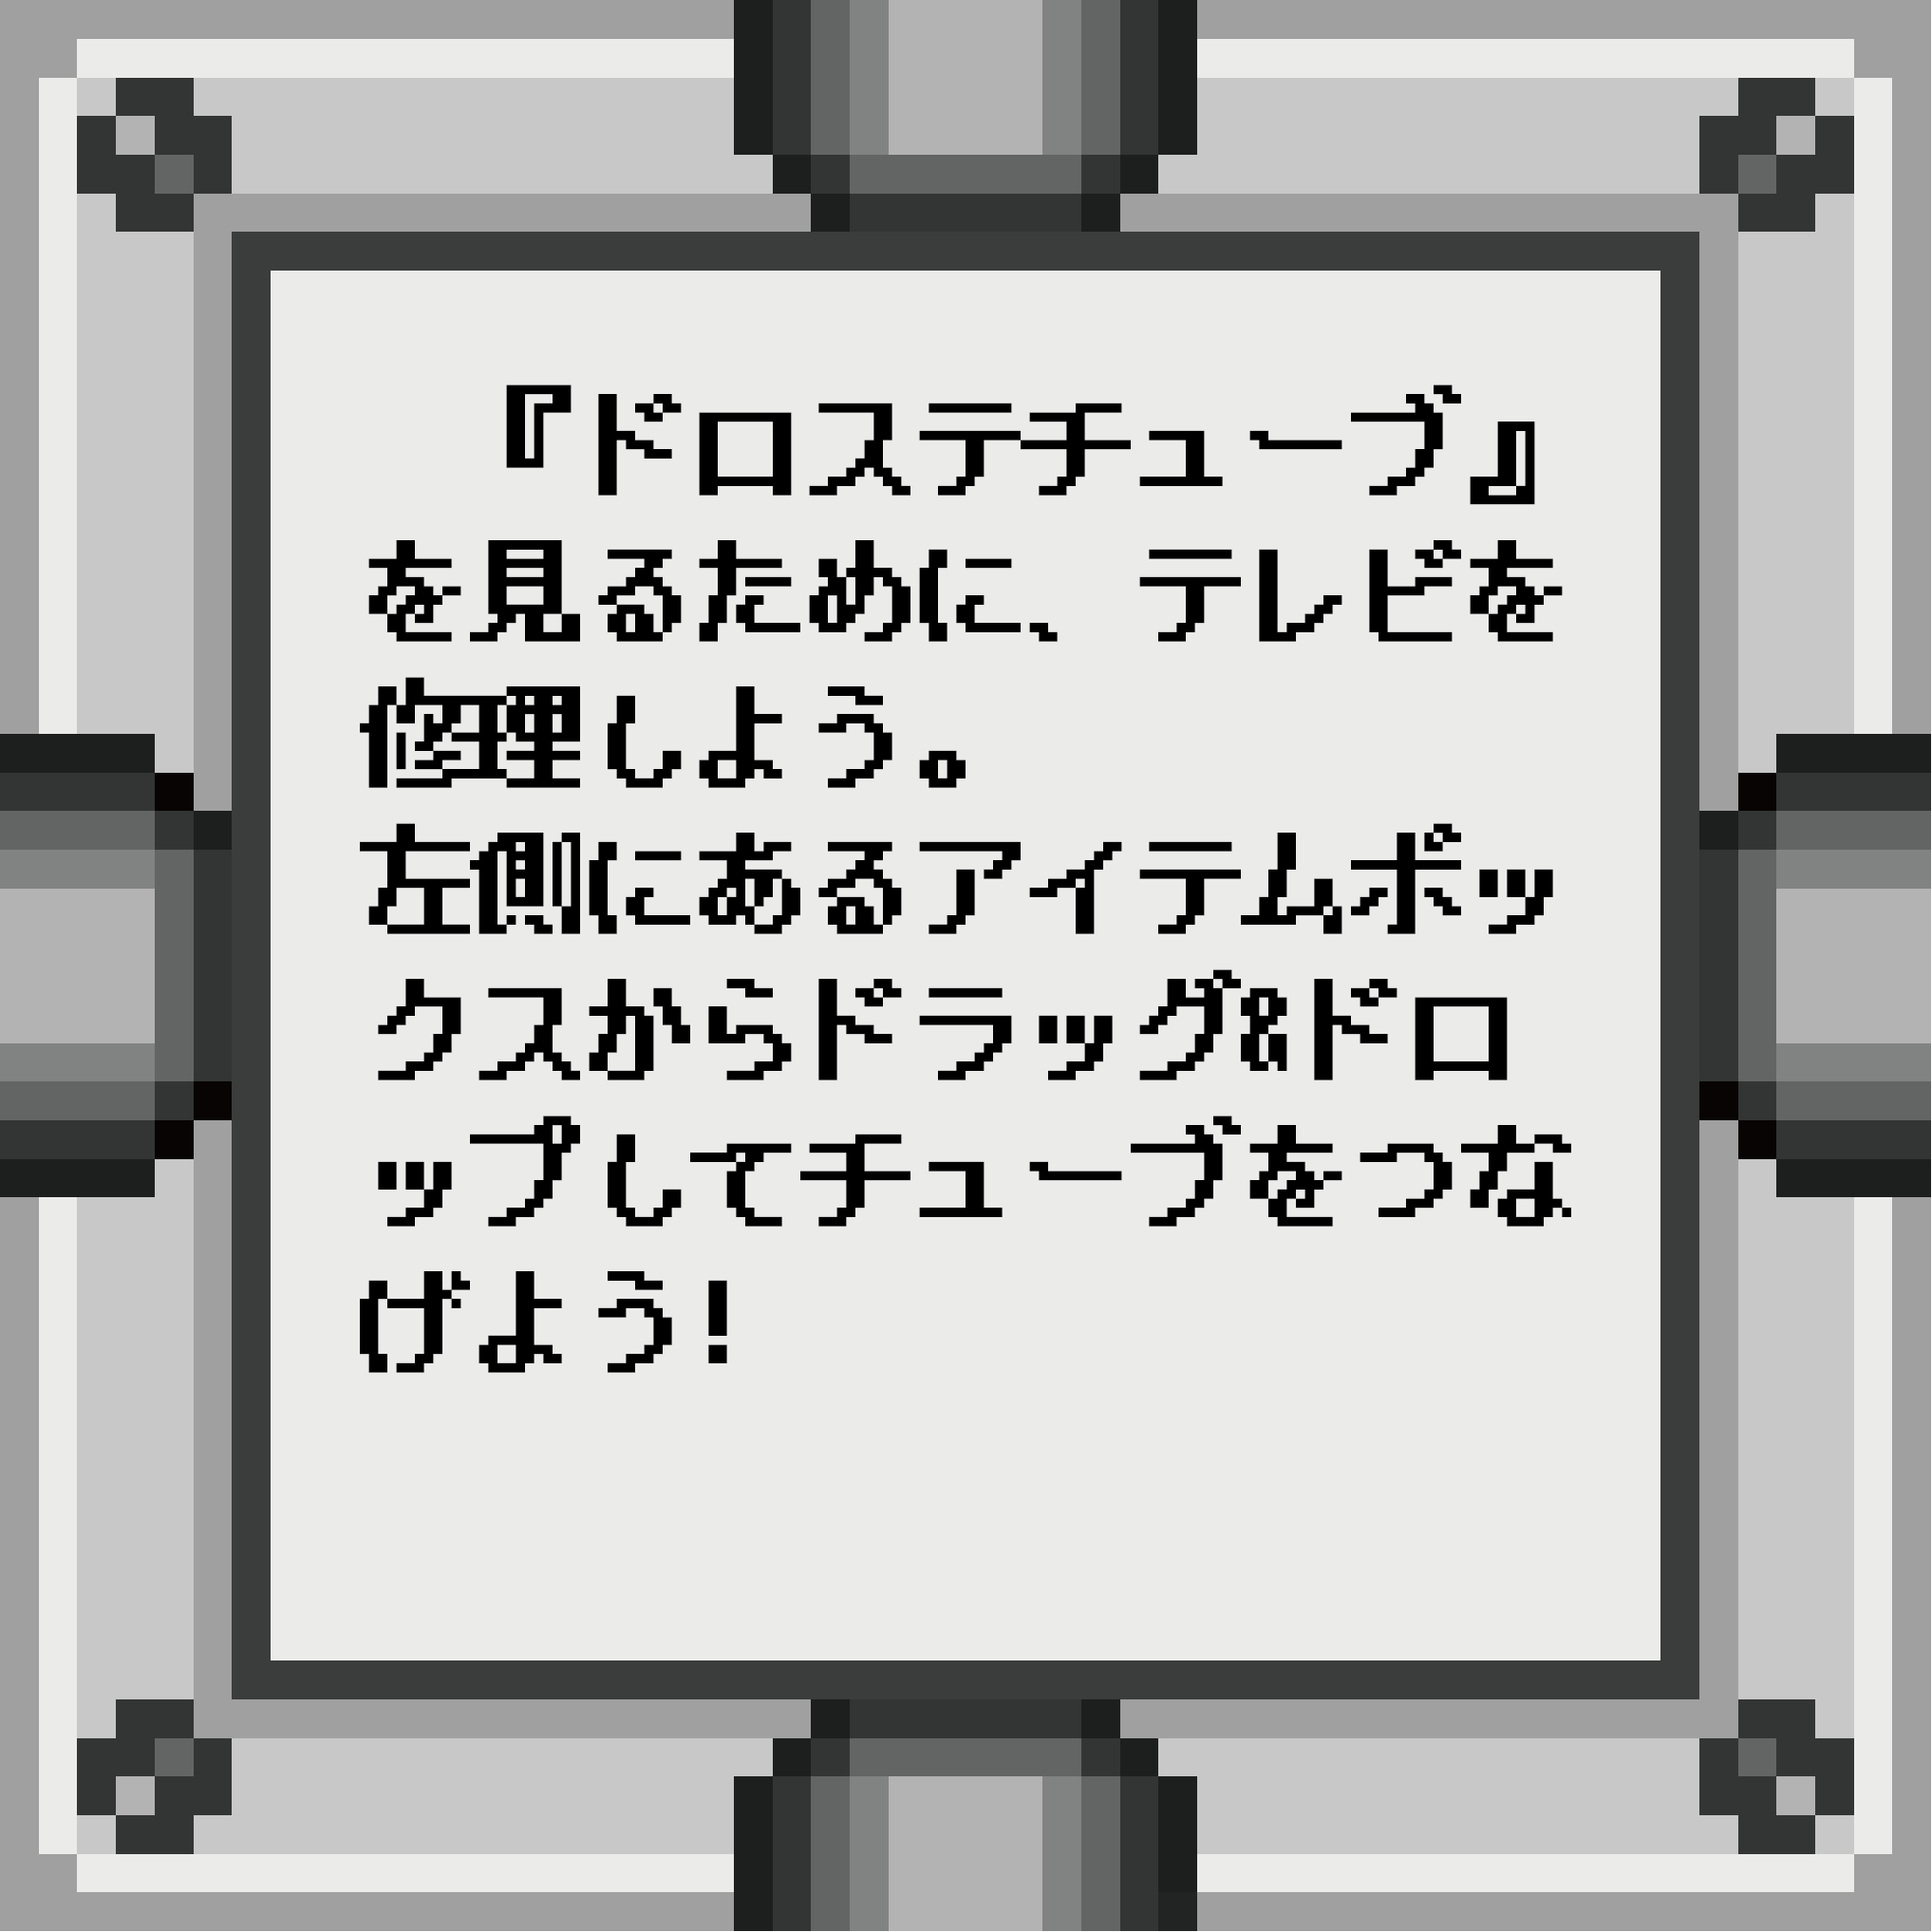 『ドロステチューブ』
を見るために、テレビを
修理しよう。
左側にあるアイテムボッ
クスからドラッグ&ドロ
ップしてチューブをつな
げよう!